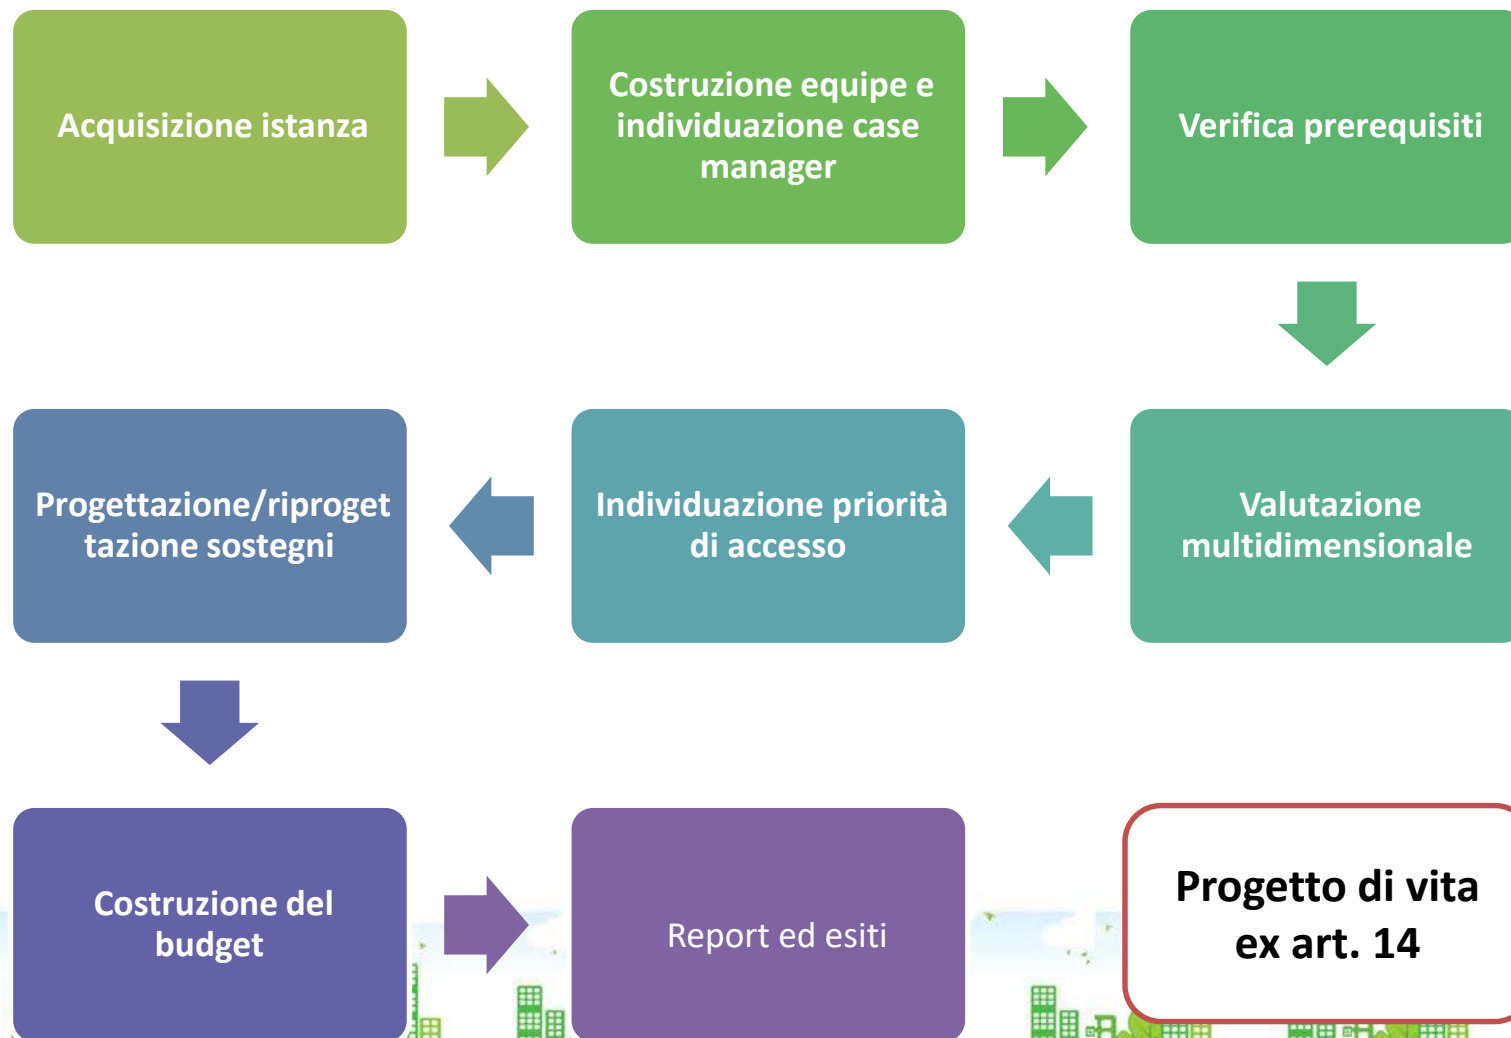 Acquisizione istanza
Costruzione equipe e
individuazione case
manager
Verifica prerequisiti
Valutazione
multidimensionale
Individuazione priorità
di accesso
Progettazione/riproget
tazione sostegni
Costruzione del
budget
Report ed esiti
Progetto di vita
ex art. 14